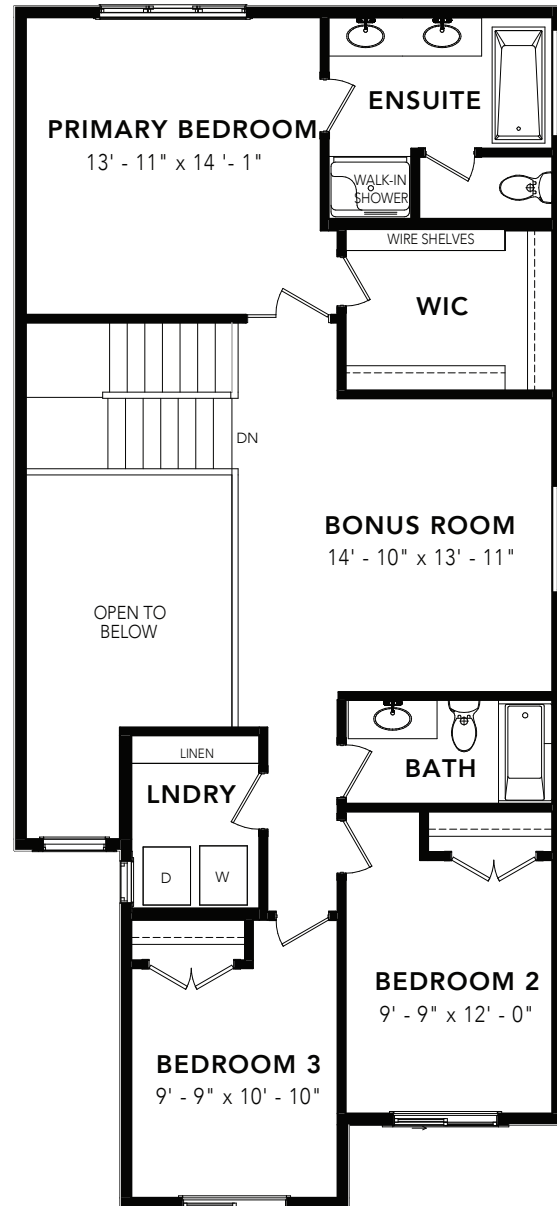 ENSUITE
PRIMARY BEDROOM
13' - 11" x 14 '- 1"
WALK-IN
SHOWER
WIRE SHELVES
WIC
DN
BONUS ROOM
14' - 10" x 13' - 11"
OPEN TO
BELOW
LINEN
LNDRY
BATH
D
W
BEDROOM 2
9' - 9" x 12' - 0"
BEDROOM 3
9' - 9" x 10' - 10"